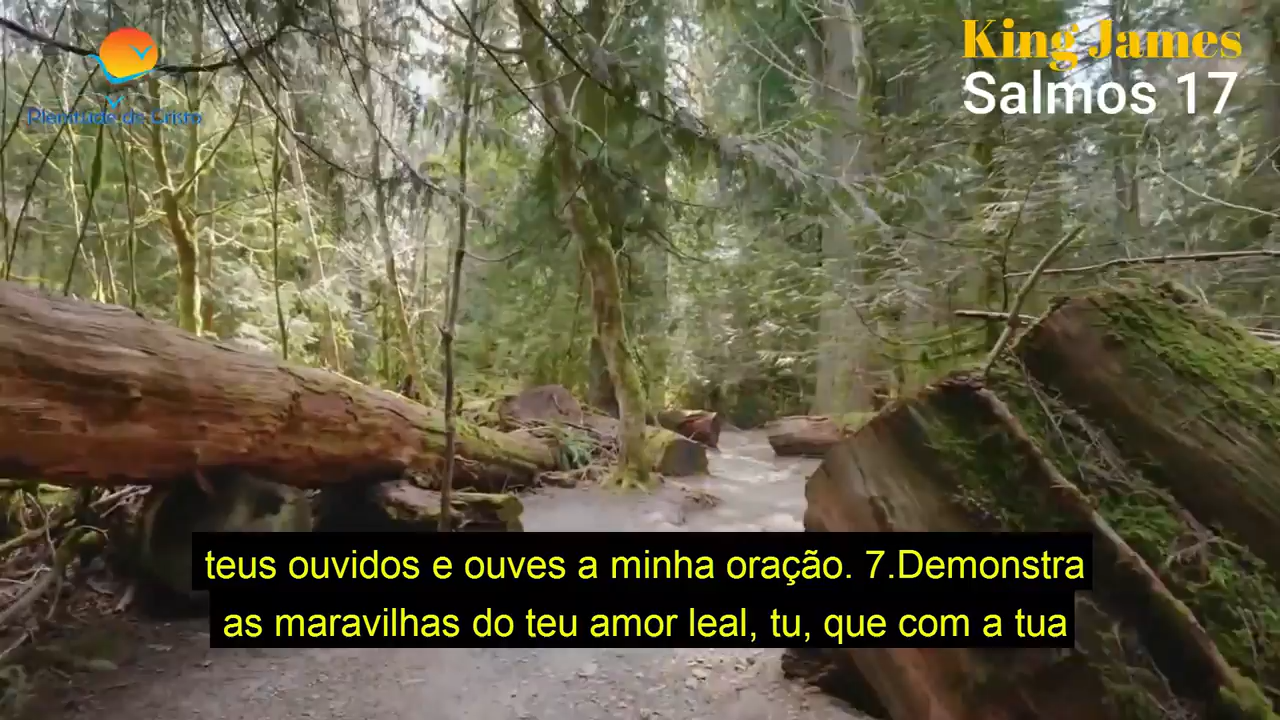 King James
Salmos 17
Plenitude de Cristo
teus ouvidos e ouves a minha oração. 7.Demonstra
as maravilhas do teu amor leal, tu, que com a tua